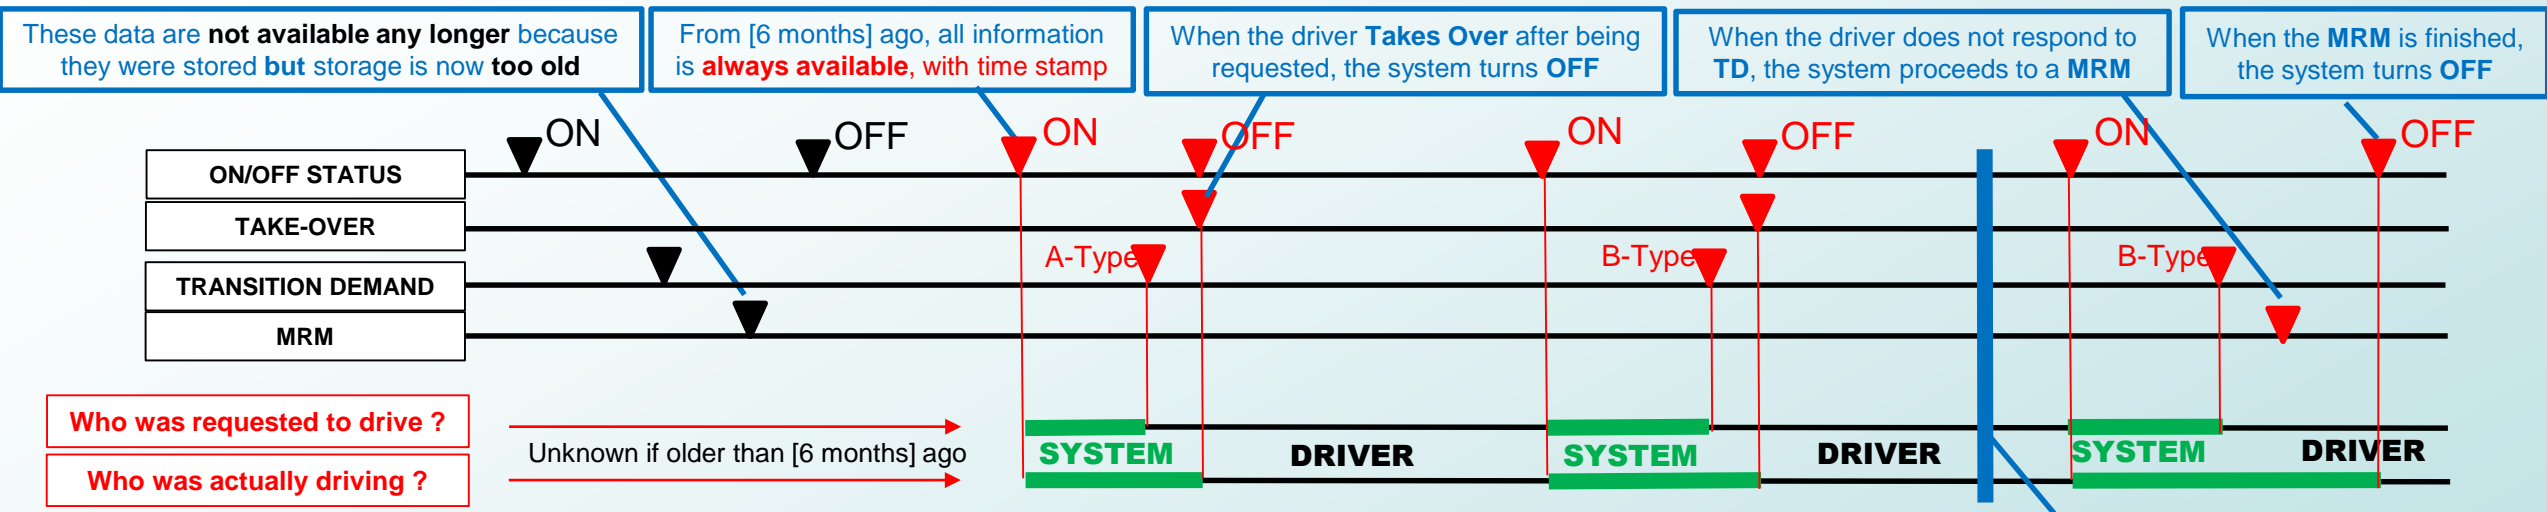 These data are not available any longer because
they were stored but storage is now too old
From [6 months] ago, all information
is always available, with time stamp
When the driver Takes Over after being
requested, the system turns OFF
When the driver does not respond to
TD, the system proceeds to a MRM
When the MRM is finished,
the system turns OFF
ON OFF ON OFF ON OFF ON OFF
ON/OFF STATUS
TAKE-OVER
A-Type B-Type B-Type
TRANSITION DEMAND
MRM
Who was requested to drive ?
Unknown if older than [6 months] ago
SYSTEM DRIVER SYSTEM DRIVER SYSTEM DRIVER
Who was actually driving ?